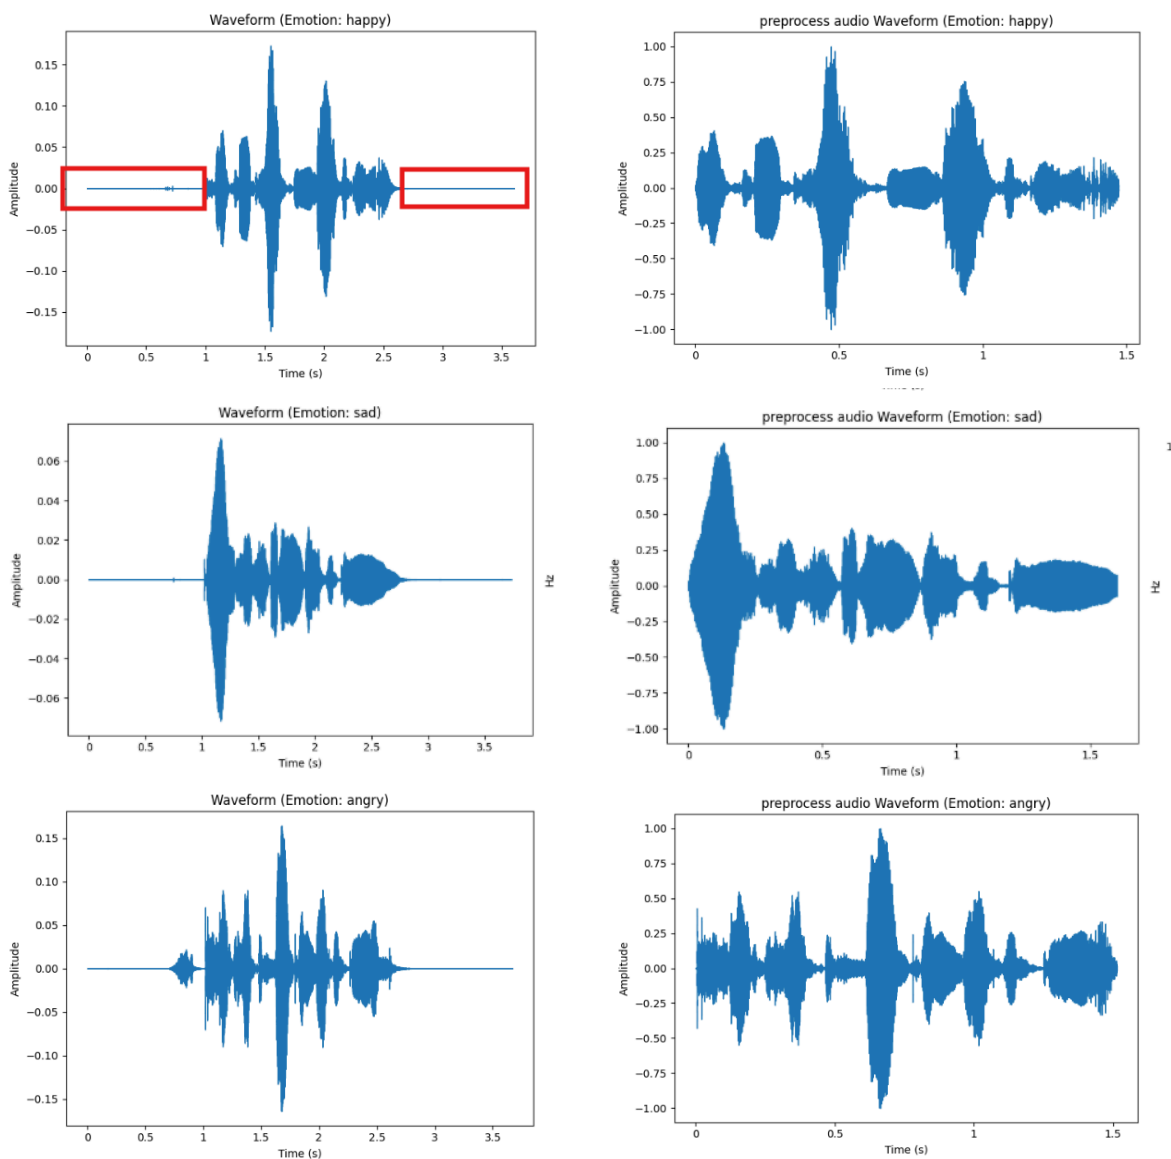 Waveform (Emotion: happy)
Amplitude
0.15
0.10
0.05
0.00
−0.05
−0.10
−0.15
0 0.5 1 1.5 2 2.5 3 3.5
Time (s)
preprocess audio Waveform (Emotion: happy)
Amplitude
1.00
0.75
0.50
0.25
0.00
−0.25
−0.50
−0.75
−1.00
0 0.5 1 1.5
Time (s)
Waveform (Emotion: sad)
Amplitude
0.06
0.04
0.02
0.00
−0.02
−0.04
−0.06
0 0.5 1 1.5 2 2.5 3 3.5
Time (s)
Hz
preprocess audio Waveform (Emotion: sad)
Amplitude
1.00
0.75
0.50
0.25
0.00
−0.25
−0.50
−0.75
−1.00
0 0.5 1 1.5
Time (s)
1
Hz
Waveform (Emotion: angry)
Amplitude
0.15
0.10
0.05
0.00
−0.05
−0.10
−0.15
0 0.5 1 1.5 2 2.5 3 3.5
Time (s)
preprocess audio Waveform (Emotion: angry)
Amplitude
1.00
0.75
0.50
0.25
0.00
−0.25
−0.50
−0.75
−1.00
0 0.5 1 1.5
Time (s)